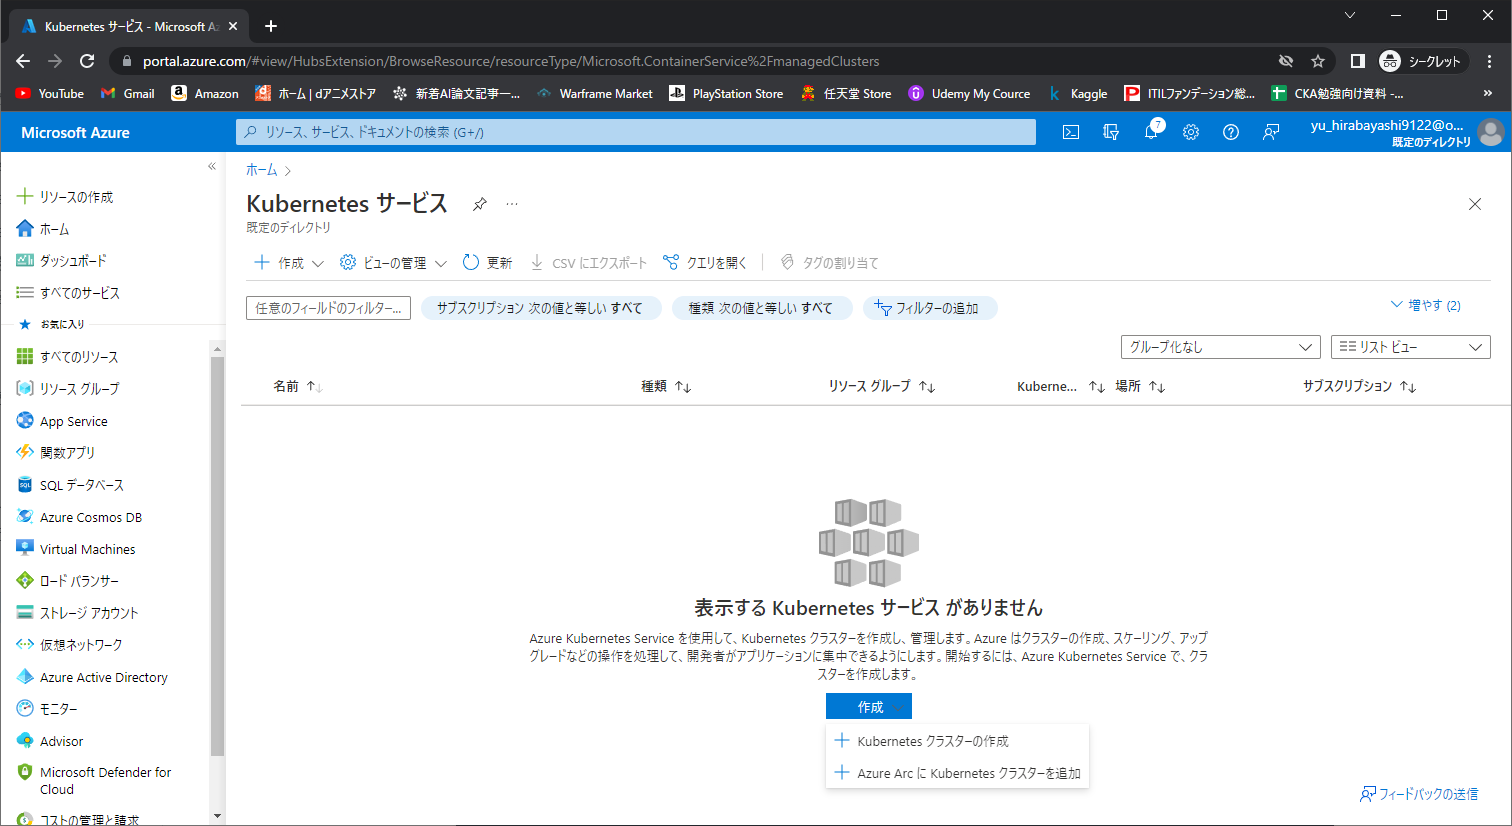 Kubernetes サービス - Microsoft Az
portal.azure.com/#view/HubsExtension/BrowseResource/resourceType/Microsoft.ContainerService%2FmanagedClusters
シークレット
YouTube
Gmail
Amazon
ホーム | dアニメストア
新着AI論文記事一...
Warframe Market
PlayStation Store
任天堂 Store
Udemy My Cource
Kaggle
ITILファンデーション総...
CKA勉強向け資料 -...
»
Microsoft Azure
リソース、サービス、ドキュメントの検索 (G+/)
7
yu_hirabayashi9122@o...
既定のディレクトリ
«
リソースの作成
ホーム
ダッシュボード
すべてのサービス
お気に入り
すべてのリソース
リソース グループ
App Service
関数アプリ
SQL データベース
Azure Cosmos DB
Virtual Machines
ロード バランサー
ストレージ アカウント
仮想ネットワーク
Azure Active Directory
モニター
Advisor
Microsoft Defender for
Cloud
コストの管理と請求
ホーム >
Kubernetes サービス
...
既定のディレクトリ
作成
ビューの管理
更新
CSV にエクスポート
クエリを開く
タグの割り当て
任意のフィールドのフィルター...
サブスクリプション 次の値と等しい すべて
種類 次の値と等しい すべて
フィルターの追加
増やす (2)
グループ化なし
リスト ビュー
名前 ↑↓
種類 ↑↓
リソース グループ ↑↓
Kuberne... ↑↓
場所 ↑↓
サブスクリプション ↑↓
表示する Kubernetes サービス がありません
Azure Kubernetes Service を使用して、Kubernetes クラスターを作成し、管理します。Azure はクラスターの作成、スケーリング、アップ
グレードなどの操作を処理して、開発者がアプリケーションに集中できるようにします。開始するには、Azure Kubernetes Service で、クラ
スターを作成します。
作成
Kubernetes クラスターの作成
Azure Arc に Kubernetes クラスターを追加
フィードバックの送信